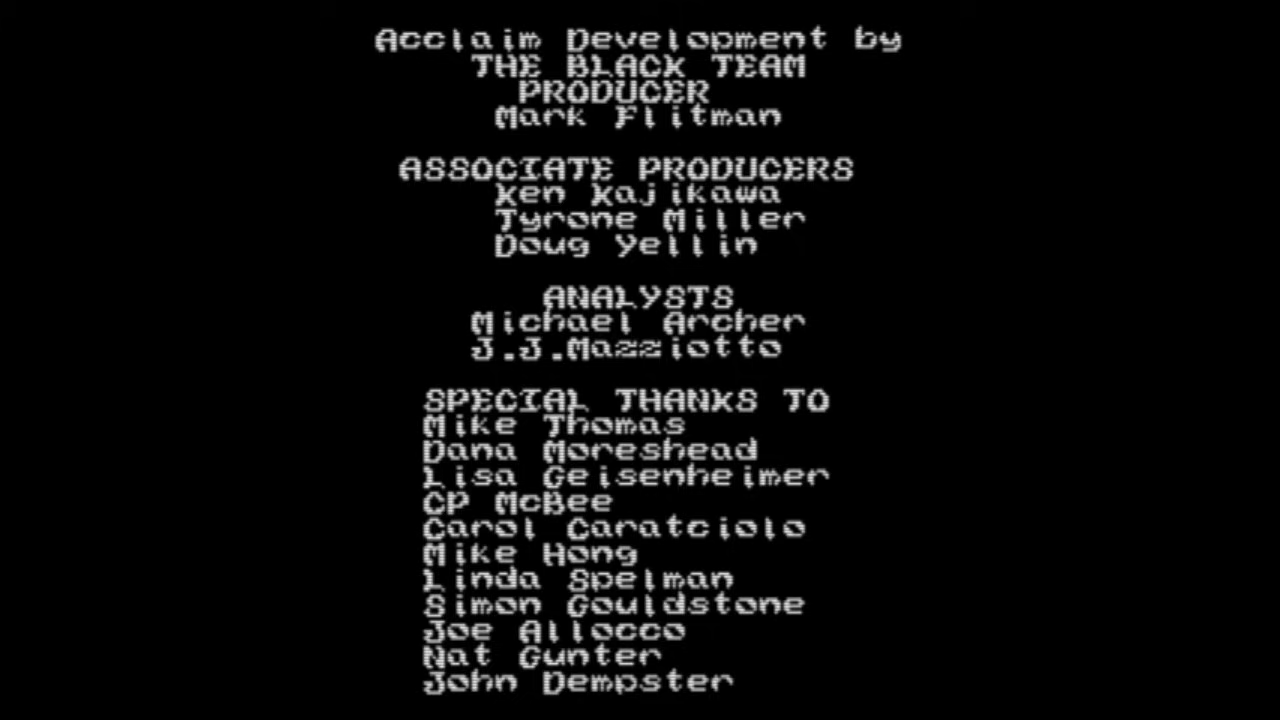 Acclaim Development by
THE BLACK TEAM
PRODUCER
Mark Flitman
ASSOCIATE PRODUCERS
Ken Kajikawa
Tyrone Miller
Doug Yellin
ANALYSTS
Michael Archer
J.J.Mazziotto
SPECIAL THANKS TO
Mike Thomas
Dana Moreshead
Lisa Geisenheimer
CP McBee
Carol Caratciolo
Mike Hong
Linda Spelman
Simon Gouldstone
Joe Allocco
Nat Gunter
John Dempster